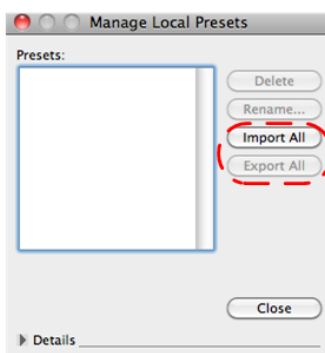 Manage Local Presets
Presets:
Delete
Rename...
Import All
Export All
Close
Details